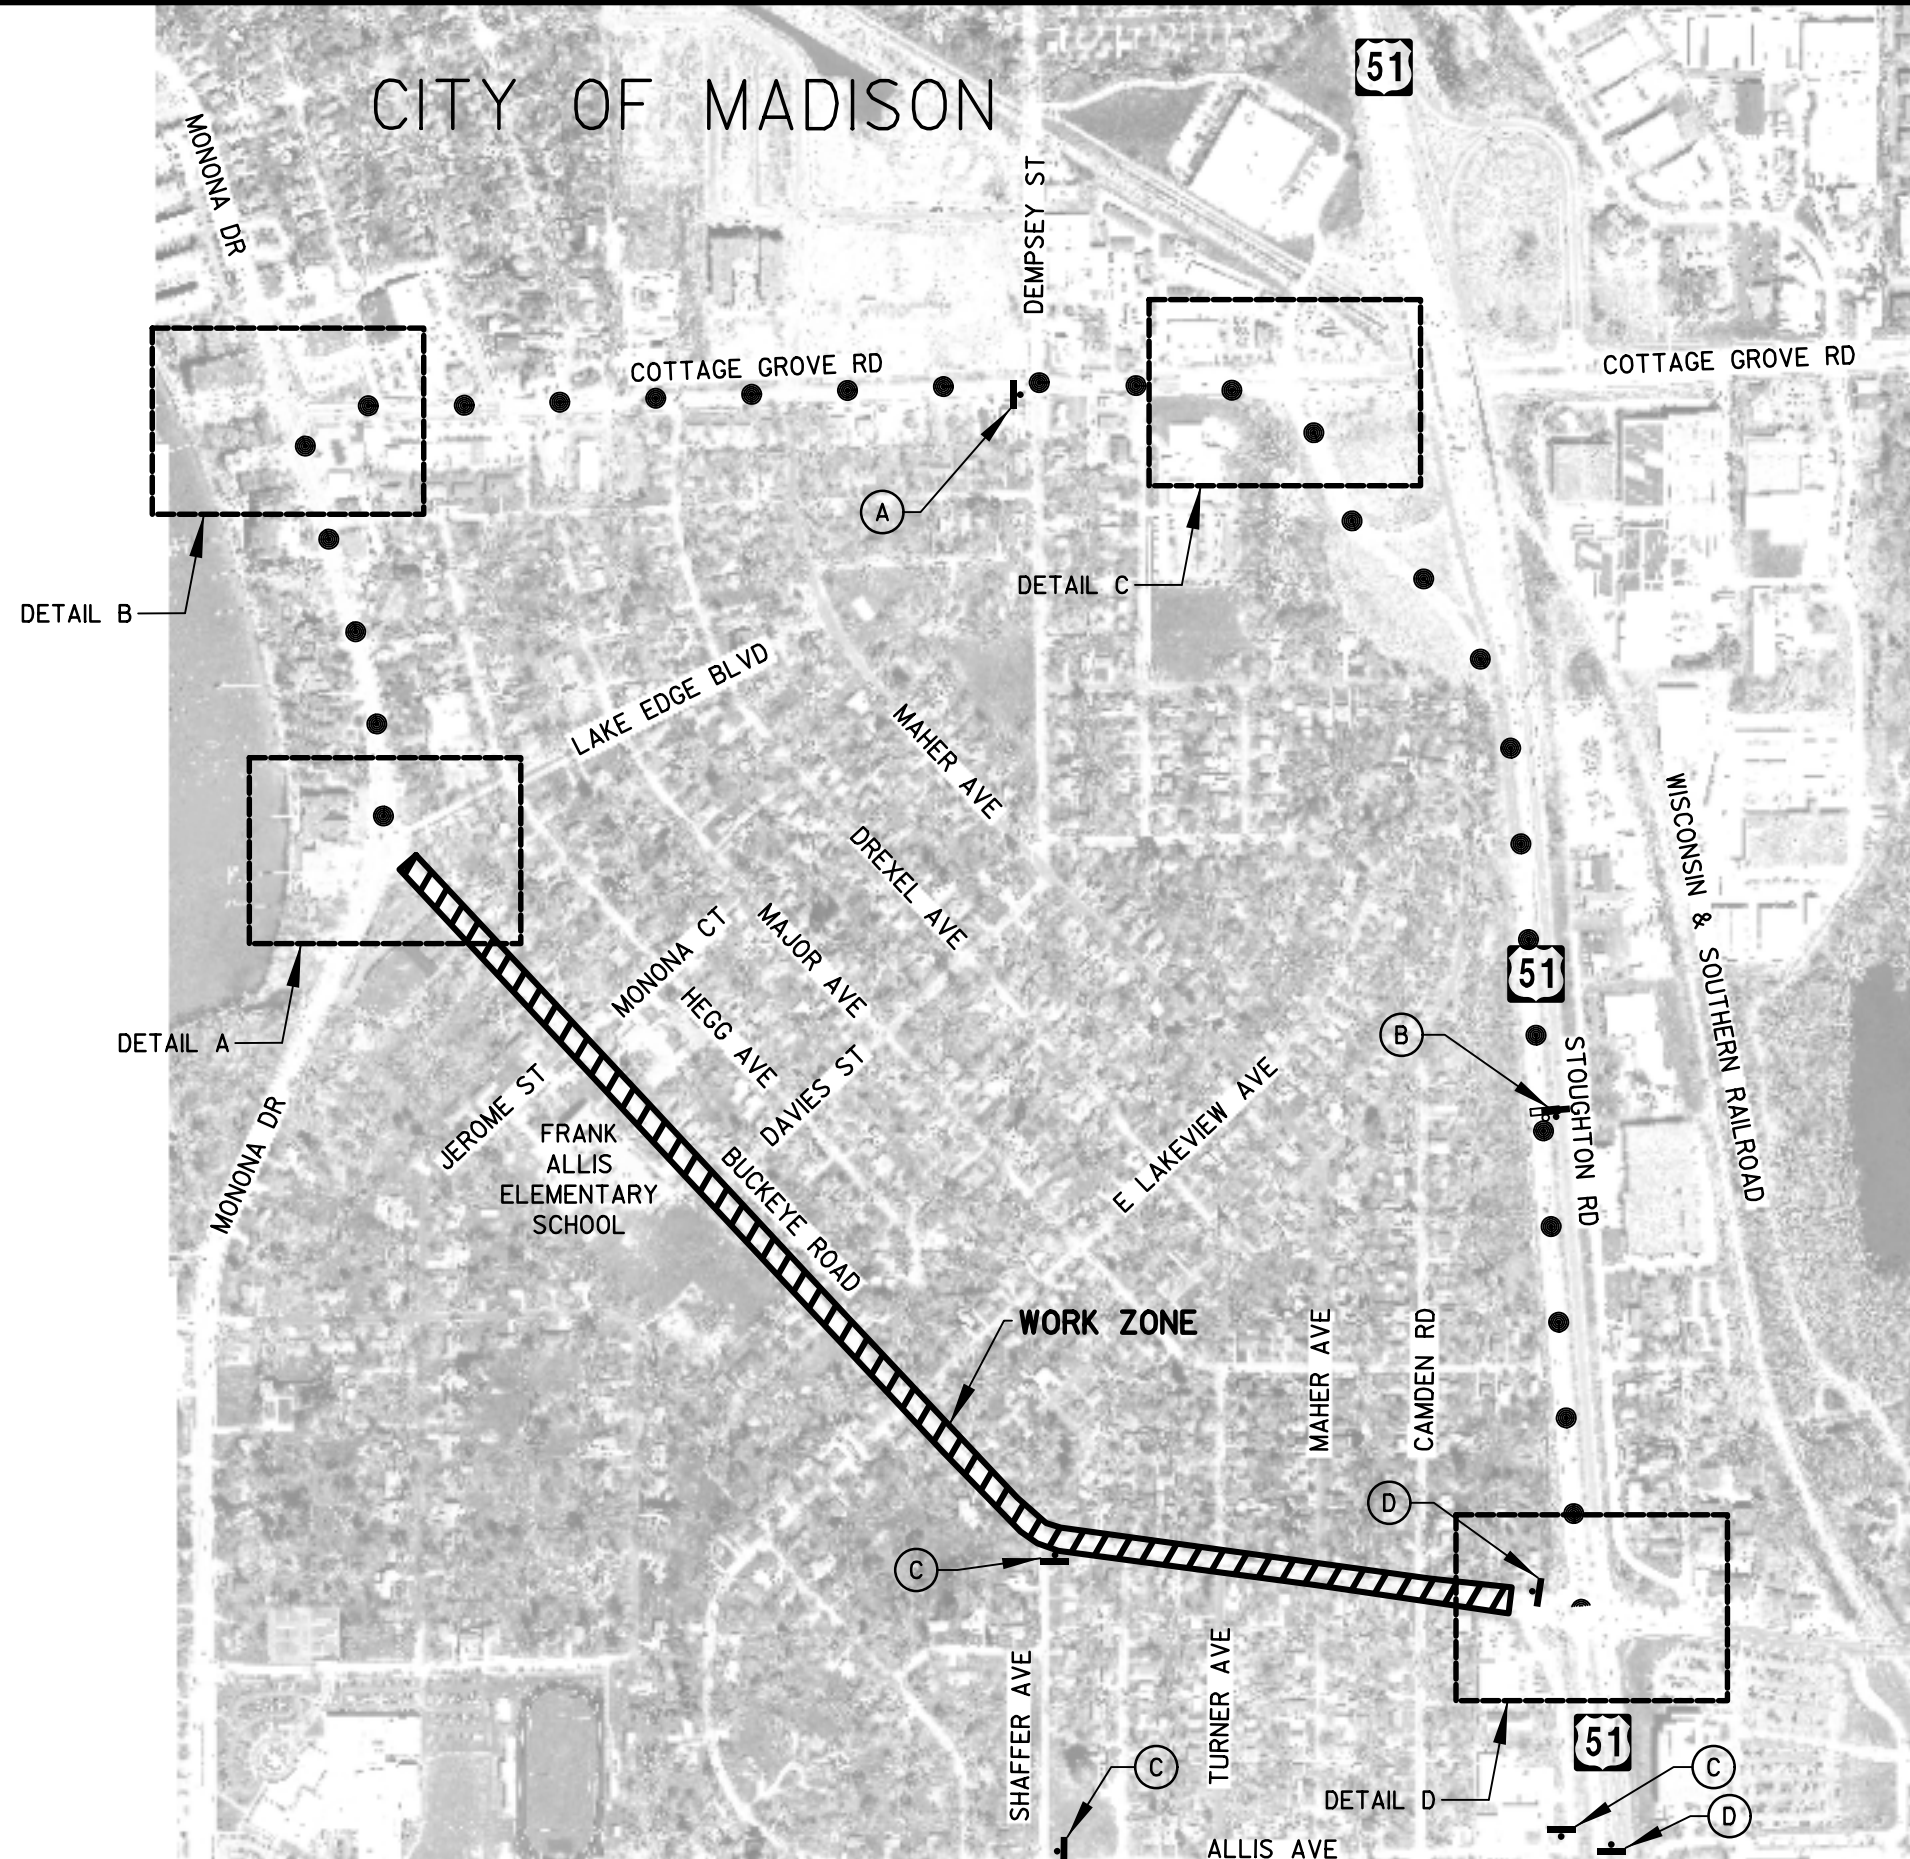 51
CITY OF MADISON
MONONA DR
DEMPSEY ST
COTTAGE GROVE RD
COTTAGE GROVE RD
A
DETAIL C
DETAIL B
LAKE EDGE BLVD
MAHER AVE
DREXEL AVE
WISCONSIN & SOUTHERN RAILROAD
MONONA CT
MAJOR AVE
51
HEGG AVE
DETAIL A
B
DAVIES ST
STOUGHTON RD
JEROME ST
E LAKEVIEW AVE
MONONA DR
FRANK
ALLIS
ELEMENTARY
SCHOOL
BUCKEYE ROAD
WORK ZONE
MAHER AVE
CAMDEN RD
D
C
SHAFFER AVE
TURNER AVE
51
C
C
DETAIL D
D
ALLIS AVE